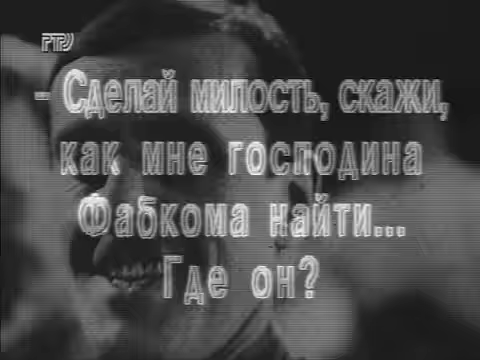 РТР
- Сделай милость, скажи,
как мне господина
Фабкома найти...
Где он?